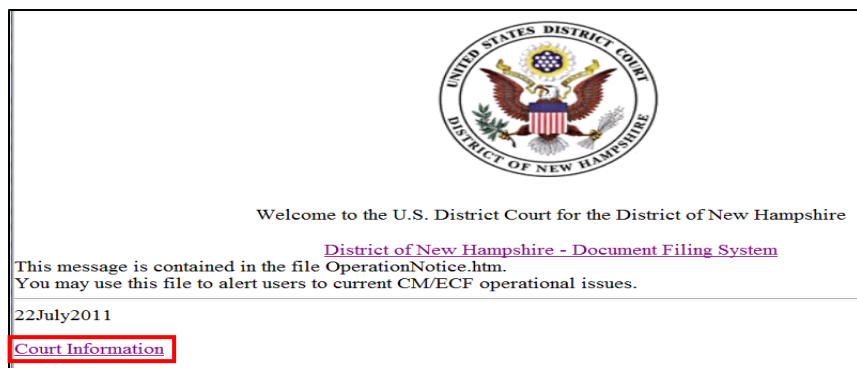 UNITED STATES DISTRICT COURT
DISTRICT OF NEW HAMPSHIRE
Welcome to the U.S. District Court for the District of New Hampshire
District of New Hampshire - Document Filing System
This message is contained in the file OperationNotice.htm.
You may use this file to alert users to current CM/ECF operational issues.
22July2011
Court Information